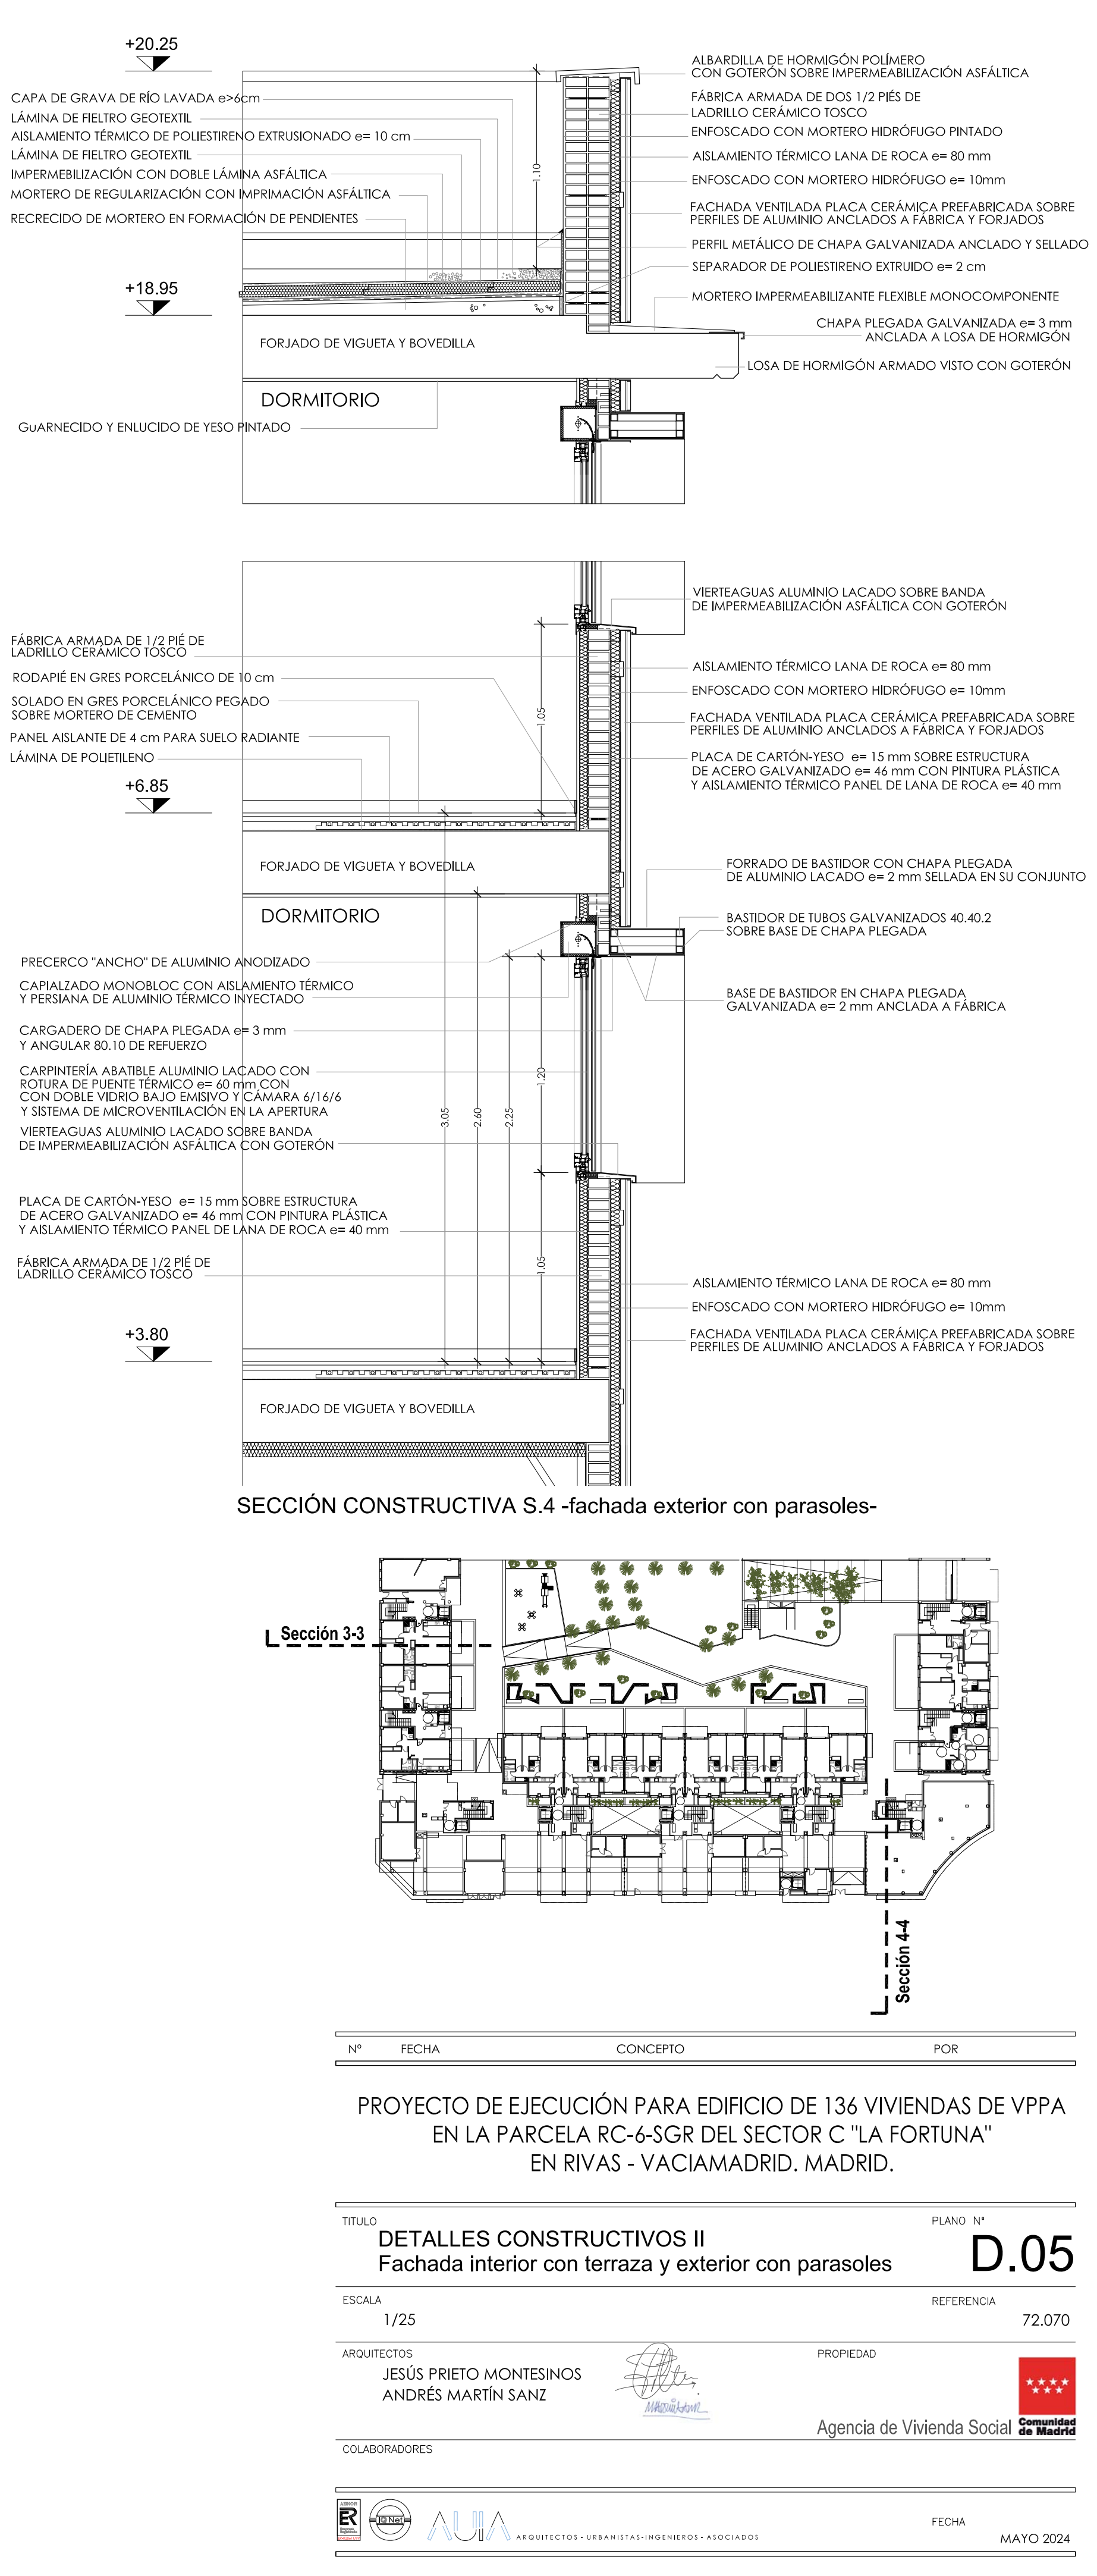 +20.25
CAPA DE GRAVA DE RÍO LAVADA e>6cm
LÁMINA DE FIELTRO GEOTEXTIL
AISLAMIENTO TÉRMICO DE POLIESTIRENO EXTRUSIONADO e= 10 cm
LÁMINA DE FIELTRO GEOTEXTIL
IMPERMEBILIZACIÓN CON DOBLE LÁMINA ASFÁLTICA
MORTERO DE REGULARIZACIÓN CON IMPRIMACIÓN ASFÁLTICA
RECRECIDO DE MORTERO EN FORMACIÓN DE PENDIENTES
+18.95
1.10
FORJADO DE VIGUETA Y BOVEDILLA
DORMITORIO
GuARNECIDO Y ENLUCIDO DE YESO PINTADO
ALBARDILLA DE HORMIGÓN POLÍMERO
CON GOTERÓN SOBRE IMPERMEABILIZACIÓN ASFÁLTICA
FÁBRICA ARMADA DE DOS 1/2 PIÉS DE
LADRILLO CERÁMICO TOSCO
ENFOSCADO CON MORTERO HIDRÓFUGO PINTADO
AISLAMIENTO TÉRMICO LANA DE ROCA e= 80 mm
ENFOSCADO CON MORTERO HIDRÓFUGO e= 10mm
FACHADA VENTILADA PLACA CERÁMICA PREFABRICADA SOBRE
PERFILES DE ALUMINIO ANCLADOS A FÁBRICA Y FORJADOS
PERFIL METÁLICO DE CHAPA GALVANIZADA ANCLADO Y SELLADO
SEPARADOR DE POLIESTIRENO EXTRUIDO e= 2 cm
MORTERO IMPERMEABILIZANTE FLEXIBLE MONOCOMPONENTE
CHAPA PLEGADA GALVANIZADA e= 3 mm
ANCLADA A LOSA DE HORMIGÓN
LOSA DE HORMIGÓN ARMADO VISTO CON GOTERÓN
FÁBRICA ARMADA DE 1/2 PIÉ DE
LADRILLO CERÁMICO TOSCO
RODAPIÉ EN GRES PORCELÁNICO DE 10 cm
SOLADO EN GRES PORCELÁNICO PEGADO
SOBRE MORTERO DE CEMENTO
PANEL AISLANTE DE 4 cm PARA SUELO RADIANTE
LÁMINA DE POLIETILENO
+6.85
1.05
FORJADO DE VIGUETA Y BOVEDILLA
DORMITORIO
PRECERCO "ANCHO" DE ALUMINIO ANODIZADO
CAPIALZADO MONOBLOC CON AISLAMIENTO TÉRMICO
Y PERSIANA DE ALUMINIO TÉRMICO INYECTADO
CARGADERO DE CHAPA PLEGADA e= 3 mm
Y ANGULAR 80.10 DE REFUERZO
CARPINTERÍA ABATIBLE ALUMINIO LACADO CON
ROTURA DE PUENTE TÉRMICO e= 60 mm CON
CON DOBLE VIDRIO BAJO EMISIVO Y CÁMARA 6/16/6
Y SISTEMA DE MICROVENTILACIÓN EN LA APERTURA
VIERTEAGUAS ALUMINIO LACADO SOBRE BANDA
DE IMPERMEABILIZACIÓN ASFÁLTICA CON GOTERÓN
PLACA DE CARTÓN-YESO e= 15 mm SOBRE ESTRUCTURA
DE ACERO GALVANIZADO e= 46 mm CON PINTURA PLÁSTICA
Y AISLAMIENTO TÉRMICO PANEL DE LANA DE ROCA e= 40 mm
FÁBRICA ARMADA DE 1/2 PIÉ DE
LADRILLO CERÁMICO TOSCO
+3.80
3.05
2.60
2.25
1.20
1.05
FORJADO DE VIGUETA Y BOVEDILLA
VIERTEAGUAS ALUMINIO LACADO SOBRE BANDA
DE IMPERMEABILIZACIÓN ASFÁLTICA CON GOTERÓN
AISLAMIENTO TÉRMICO LANA DE ROCA e= 80 mm
ENFOSCADO CON MORTERO HIDRÓFUGO e= 10mm
FACHADA VENTILADA PLACA CERÁMICA PREFABRICADA SOBRE
PERFILES DE ALUMINIO ANCLADOS A FÁBRICA Y FORJADOS
PLACA DE CARTÓN-YESO e= 15 mm SOBRE ESTRUCTURA
DE ACERO GALVANIZADO e= 46 mm CON PINTURA PLÁSTICA
Y AISLAMIENTO TÉRMICO PANEL DE LANA DE ROCA e= 40 mm
FORRADO DE BASTIDOR CON CHAPA PLEGADA
DE ALUMINIO LACADO e= 2 mm SELLADA EN SU CONJUNTO
BASTIDOR DE TUBOS GALVANIZADOS 40.40.2
SOBRE BASE DE CHAPA PLEGADA
BASE DE BASTIDOR EN CHAPA PLEGADA
GALVANIZADA e= 2 mm ANCLADA A FÁBRICA
AISLAMIENTO TÉRMICO LANA DE ROCA e= 80 mm
ENFOSCADO CON MORTERO HIDRÓFUGO e= 10mm
FACHADA VENTILADA PLACA CERÁMICA PREFABRICADA SOBRE
PERFILES DE ALUMINIO ANCLADOS A FÁBRICA Y FORJADOS
SECCIÓN CONSTRUCTIVA S.4 -fachada exterior con parasoles-
Sección 3-3
Sección 4-4
Nº FECHA CONCEPTO POR
PROYECTO DE EJECUCIÓN PARA EDIFICIO DE 136 VIVIENDAS DE VPPA
EN LA PARCELA RC-6-SGR DEL SECTOR C "LA FORTUNA"
EN RIVAS - VACIAMADRID. MADRID.
TITULO
DETALLES CONSTRUCTIVOS II
Fachada interior con terraza y exterior con parasoles
PLANO Nº
D.05
ESCALA
1/25
REFERENCIA
72.070
ARQUITECTOS
JESÚS PRIETO MONTESINOS
ANDRÉS MARTÍN SANZ
PROPIEDAD
Agencia de Vivienda Social
Comunidad
de Madrid
COLABORADORES
AENOR
ER
IQNet
AUIA
ARQUITECTOS - URBANISTAS-INGENIEROS - ASOCIADOS
FECHA
MAYO 2024